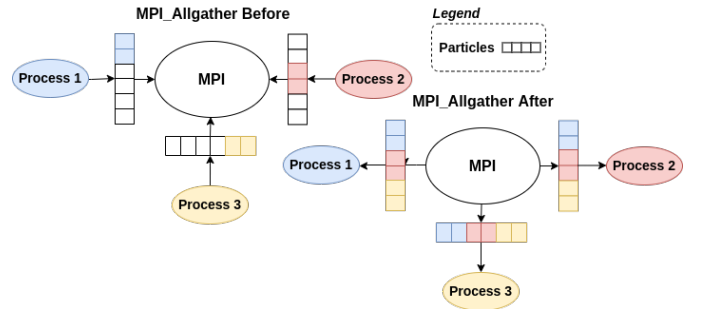 MPI_Allgather Before
Legend
Particles
Process 1
MPI
Process 2
MPI_Allgather After
Process 1
MPI
Process 2
Process 3
Process 3